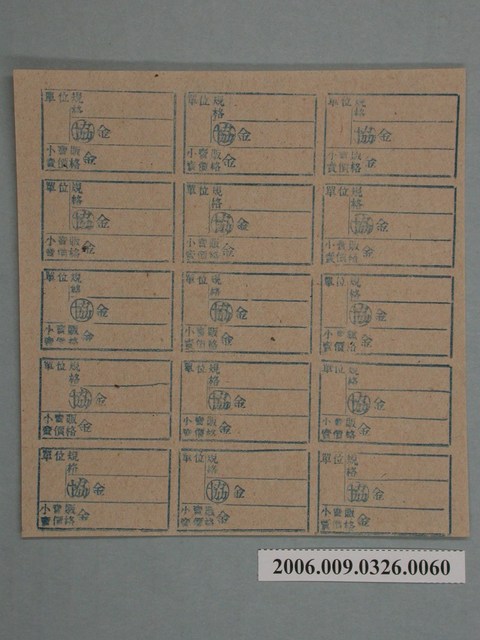 單位規
格
協金
小賣販
賣價格金
單位規
格
協金
小賣販
賣價格金
單位規
格
協金
小賣販
賣價格金
單位規
格
協金
小賣販
賣價格金
單位規
格
協金
小賣販
賣價格金
單位規
格
協金
小賣販
賣價格金
單位規
格
協金
小賣販
賣價格金
單位規
格
協金
小賣販
賣價格金
單位規
格
協金
小賣販
賣價格金
單位規
格
協金
小賣販
賣價格金
單位規
格
協金
小賣販
賣價格金
單位規
格
協金
小賣販
賣價格金
單位規
格
協金
小賣販
賣價格金
單位規
格
協金
小賣販
賣價格金
單位規
格
協金
小賣販
賣價格金
2006.009.0326.0060